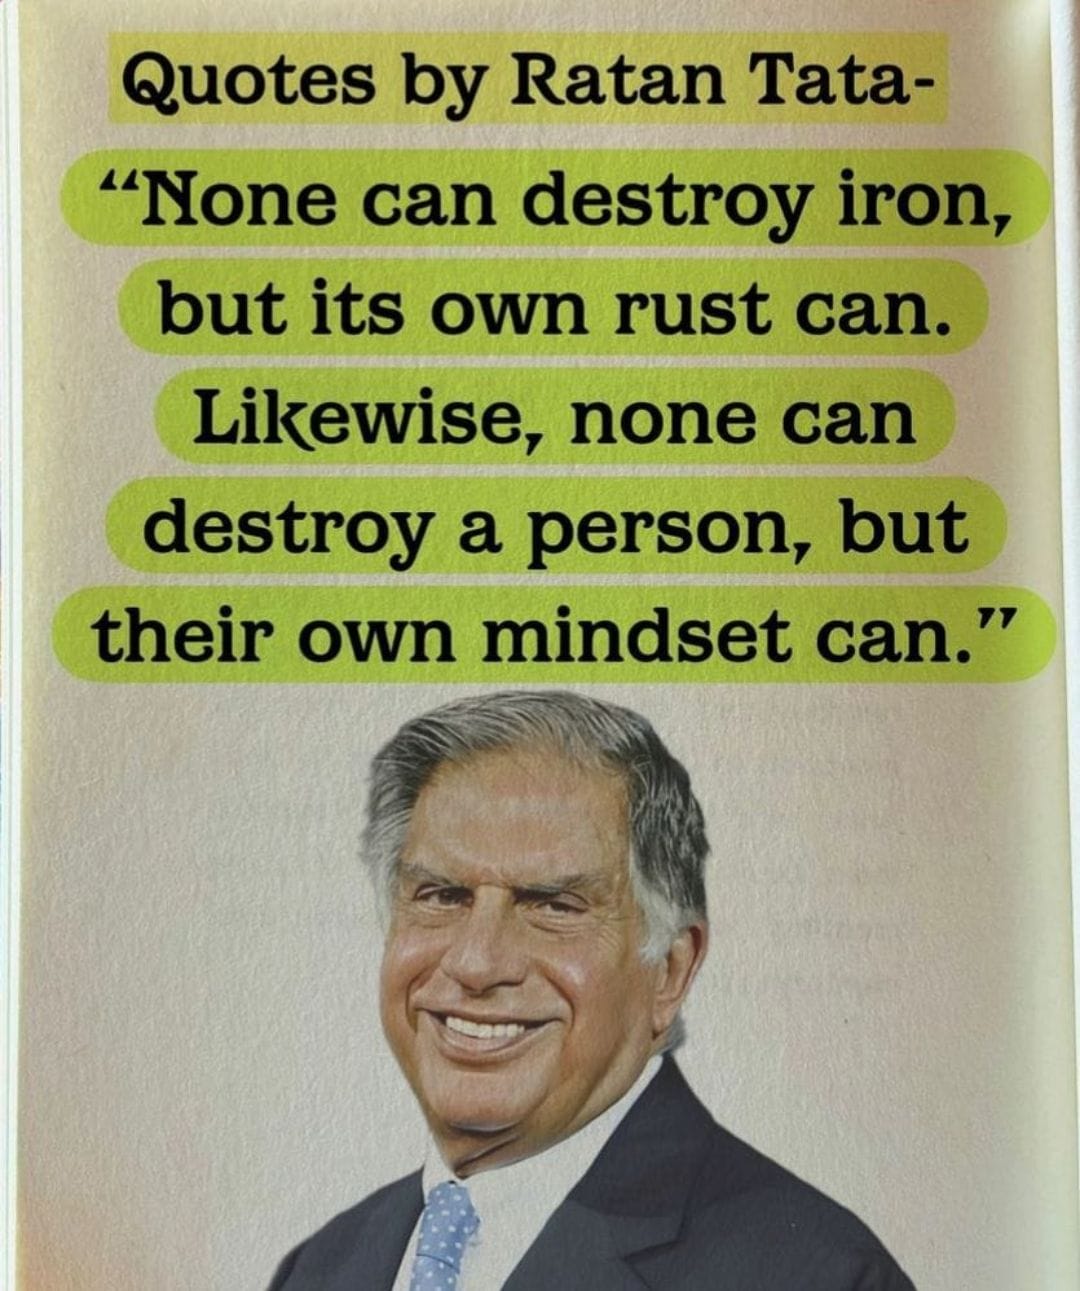 Quotes by Ratan Tata-
“None can destroy iron,
but its own rust can.
Likewise, none can
destroy a person, but
their own mindset can.”